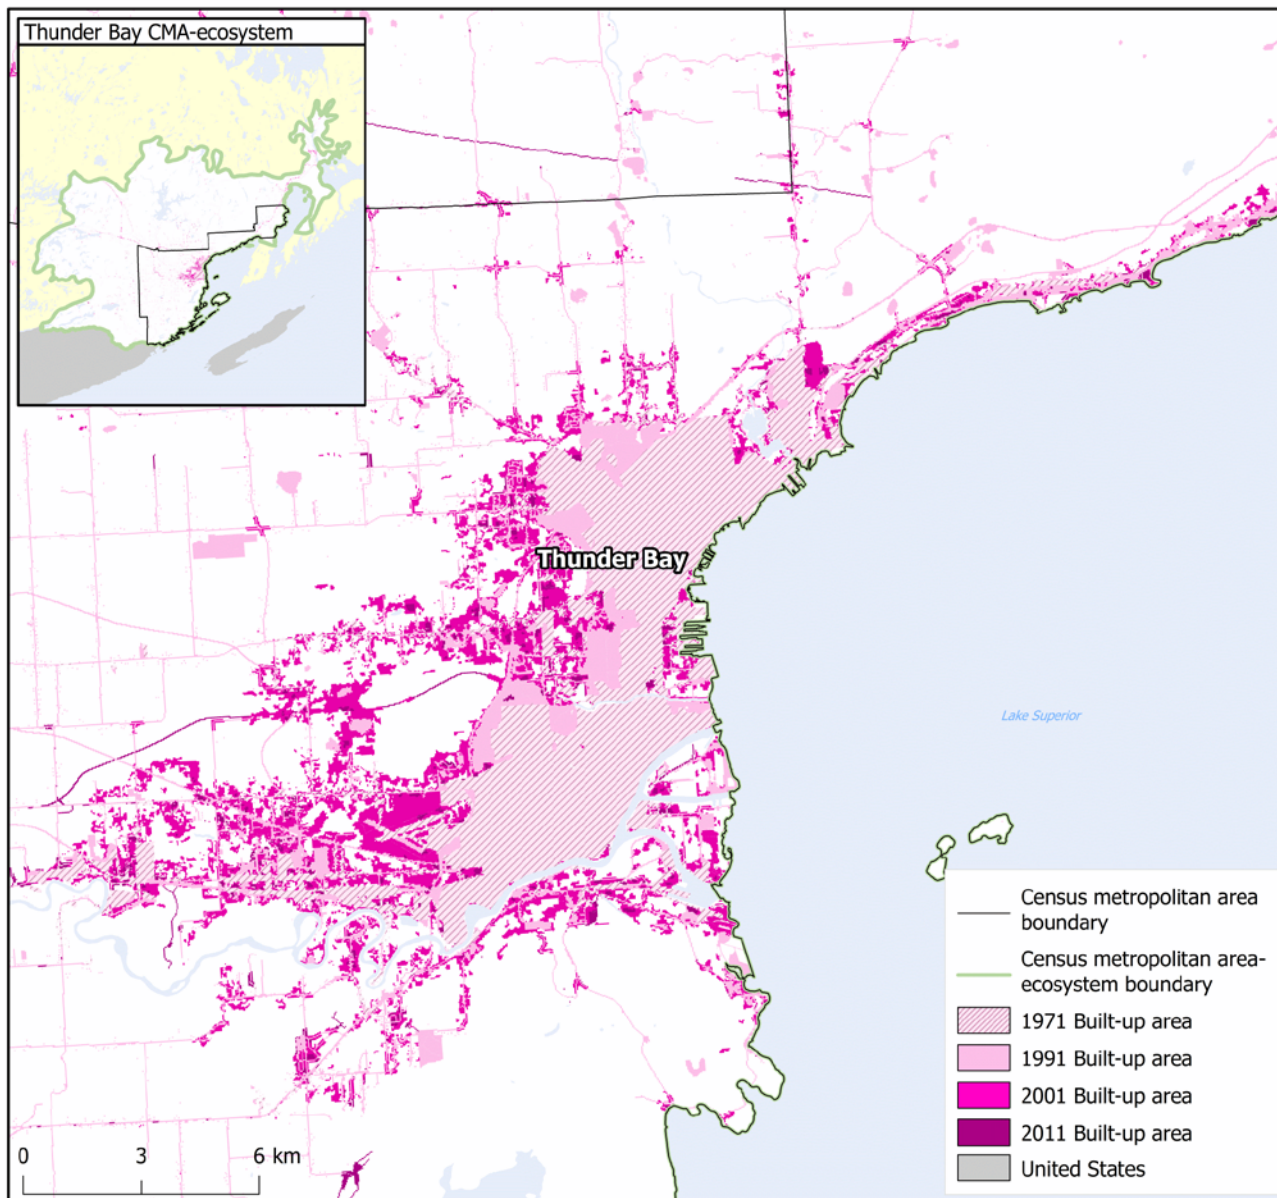 Thunder Bay CMA-ecosystem
Thunder Bay
Lake Superior
Census metropolitan area
boundary
Census metropolitan area-
ecosystem boundary
1971 Built-up area
1991 Built-up area
2001 Built-up area
2011 Built-up area
United States
0 3 6 km